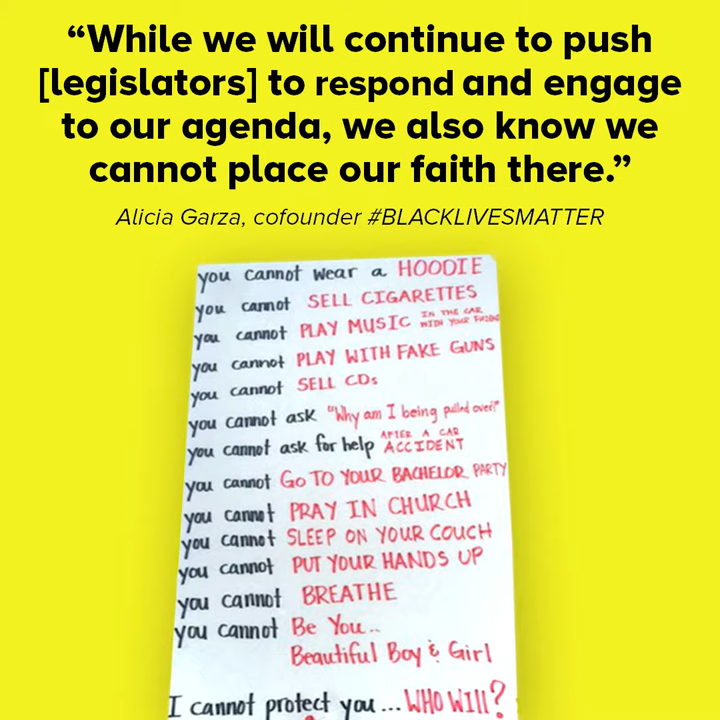 “While we will continue to push
[legislators] to respond and engage
to our agenda, we also know we
cannot place our faith there.”
Alicia Garza, cofounder #BLACKLIVESMATTER
you cannot wear a HOODIE
you cannot SELL CIGARETTES
you cannot PLAY MUSIC IN THE CAR WITH YOUR FRIEND
you cannot PLAY WITH FAKE GUNS
you cannot SELL CDs
you cannot ask "Why am I being pulled over?"
you cannot ask for help AFTER A CAR ACCIDENT
you cannot GO TO YOUR BACHELOR PARTY
you cannot PRAY IN CHURCH
you cannot SLEEP ON YOUR COUCH
you cannot PUT YOUR HANDS UP
you cannot BREATHE
you cannot Be You..
Beautiful Boy & Girl
I cannot protect you... WHO WILL?